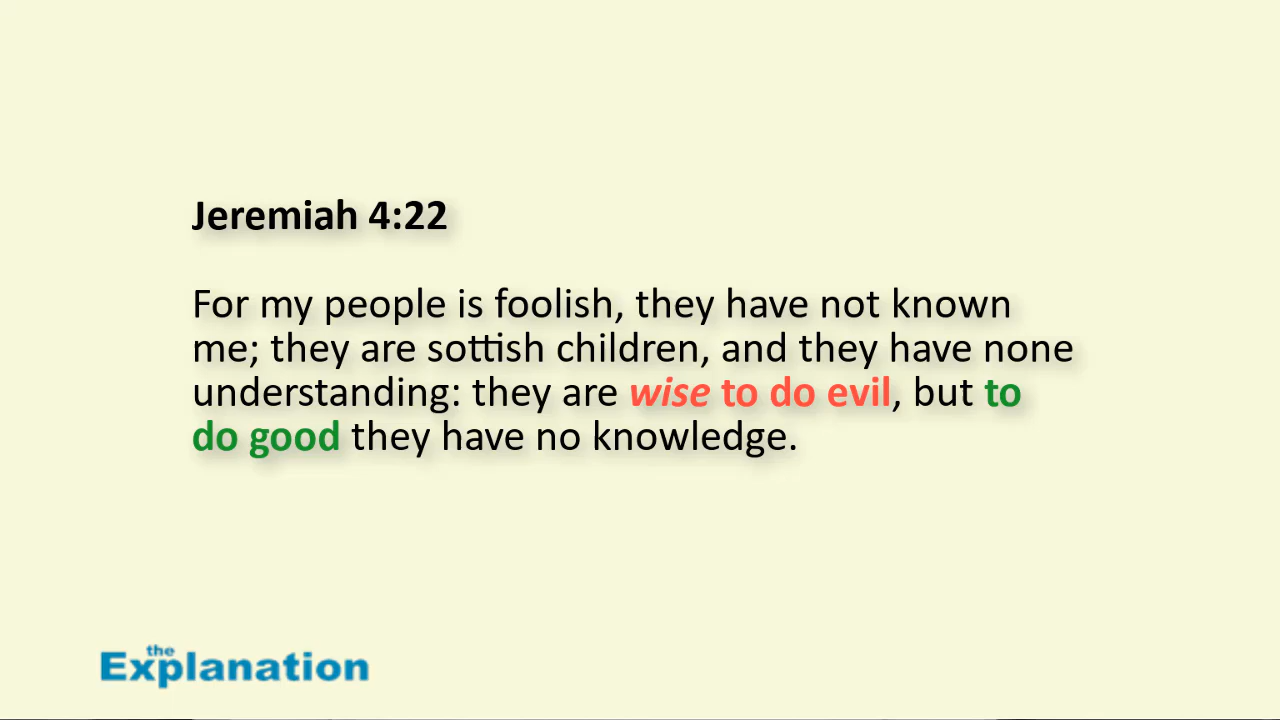 Jeremiah 4:22
For my people is foolish, they have not known
me; they are sottish children, and they have none
understanding: they are wise to do evil, but to
do good they have no knowledge.
the
Explanation